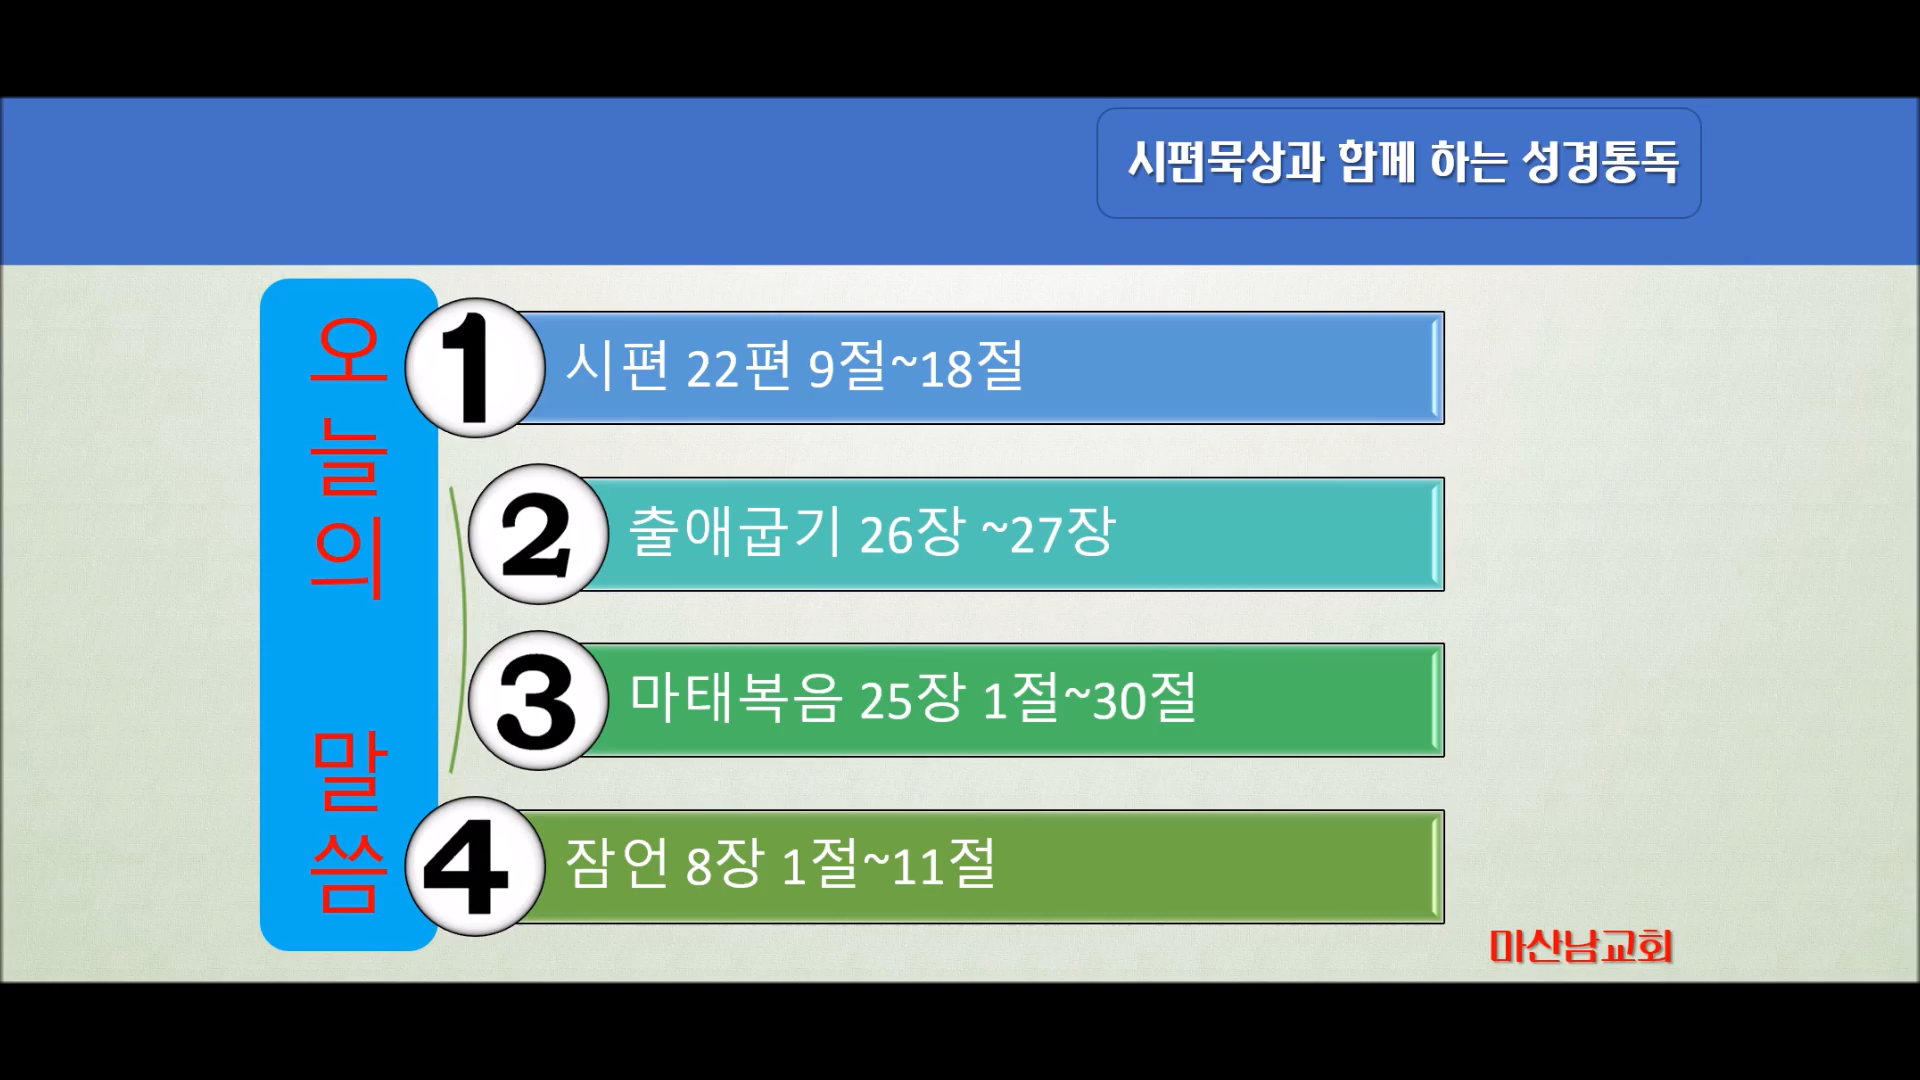 시편묵상과 함께 하는 성경통독
오늘의 말씀
1 시편 22편 9절~18절
2 출애굽기 26장 ~27장
3 마태복음 25장 1절~30절
4 잠언 8장 1절~11절
마산남교회